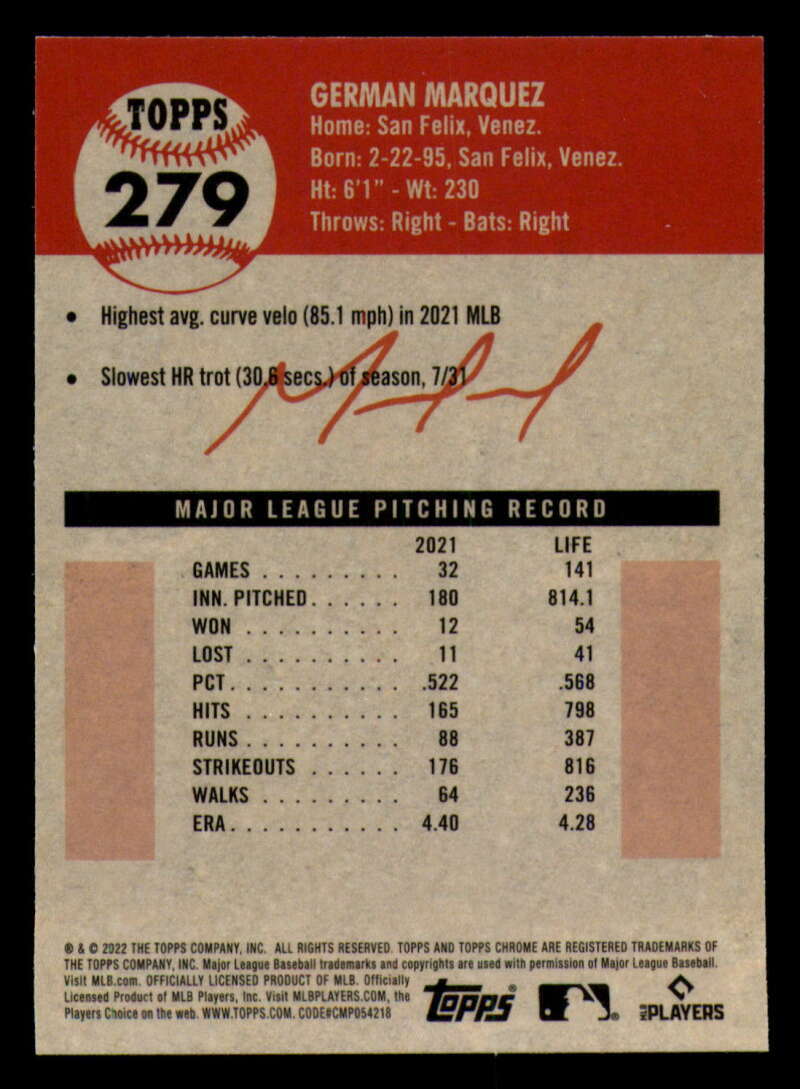 TOPPS
279
GERMAN MARQUEZ
Home: San Felix, Venez.
Born: 2-22-95, San Felix, Venez.
Ht: 6'1" - Wt: 230
Throws: Right - Bats: Right
• Highest avg. curve velo (85.1 mph) in 2021 MLB
• Slowest HR trot (30.6 secs.) of season, 7/31
MAJOR LEAGUE PITCHING RECORD
2021 LIFE
GAMES . . . . . . . . . 32 141
INN. PITCHED. . . . . . 180 814.1
WON . . . . . . . . . . 12 54
LOST . . . . . . . . . . 11 41
PCT. . . . . . . . . . . .522 .568
HITS . . . . . . . . . . 165 798
RUNS . . . . . . . . . . 88 387
STRIKEOUTS . . . . . . 176 816
WALKS . . . . . . . . . 64 236
ERA. . . . . . . . . . . 4.40 4.28
® & © 2022 THE TOPPS COMPANY, INC. ALL RIGHTS RESERVED. TOPPS AND TOPPS CHROME ARE REGISTERED TRADEMARKS OF
THE TOPPS COMPANY, INC. Major League Baseball trademarks and copyrights are used with permission of Major League Baseball.
Visit MLB.com. OFFICIALLY LICENSED PRODUCT OF MLB. Officially
Licensed Product of MLB Players, Inc. Visit MLBPLAYERS.COM, the
Players Choice on the web. WWW.TOPPS.COM. CODE#CMP054218
Topps® ® MLB PLAYERS